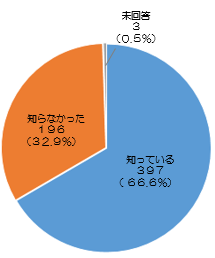 未回答
3
（0.5%）
知らなかった
１９６
（32.9%）
知っている
３９７
（ 66.6%）